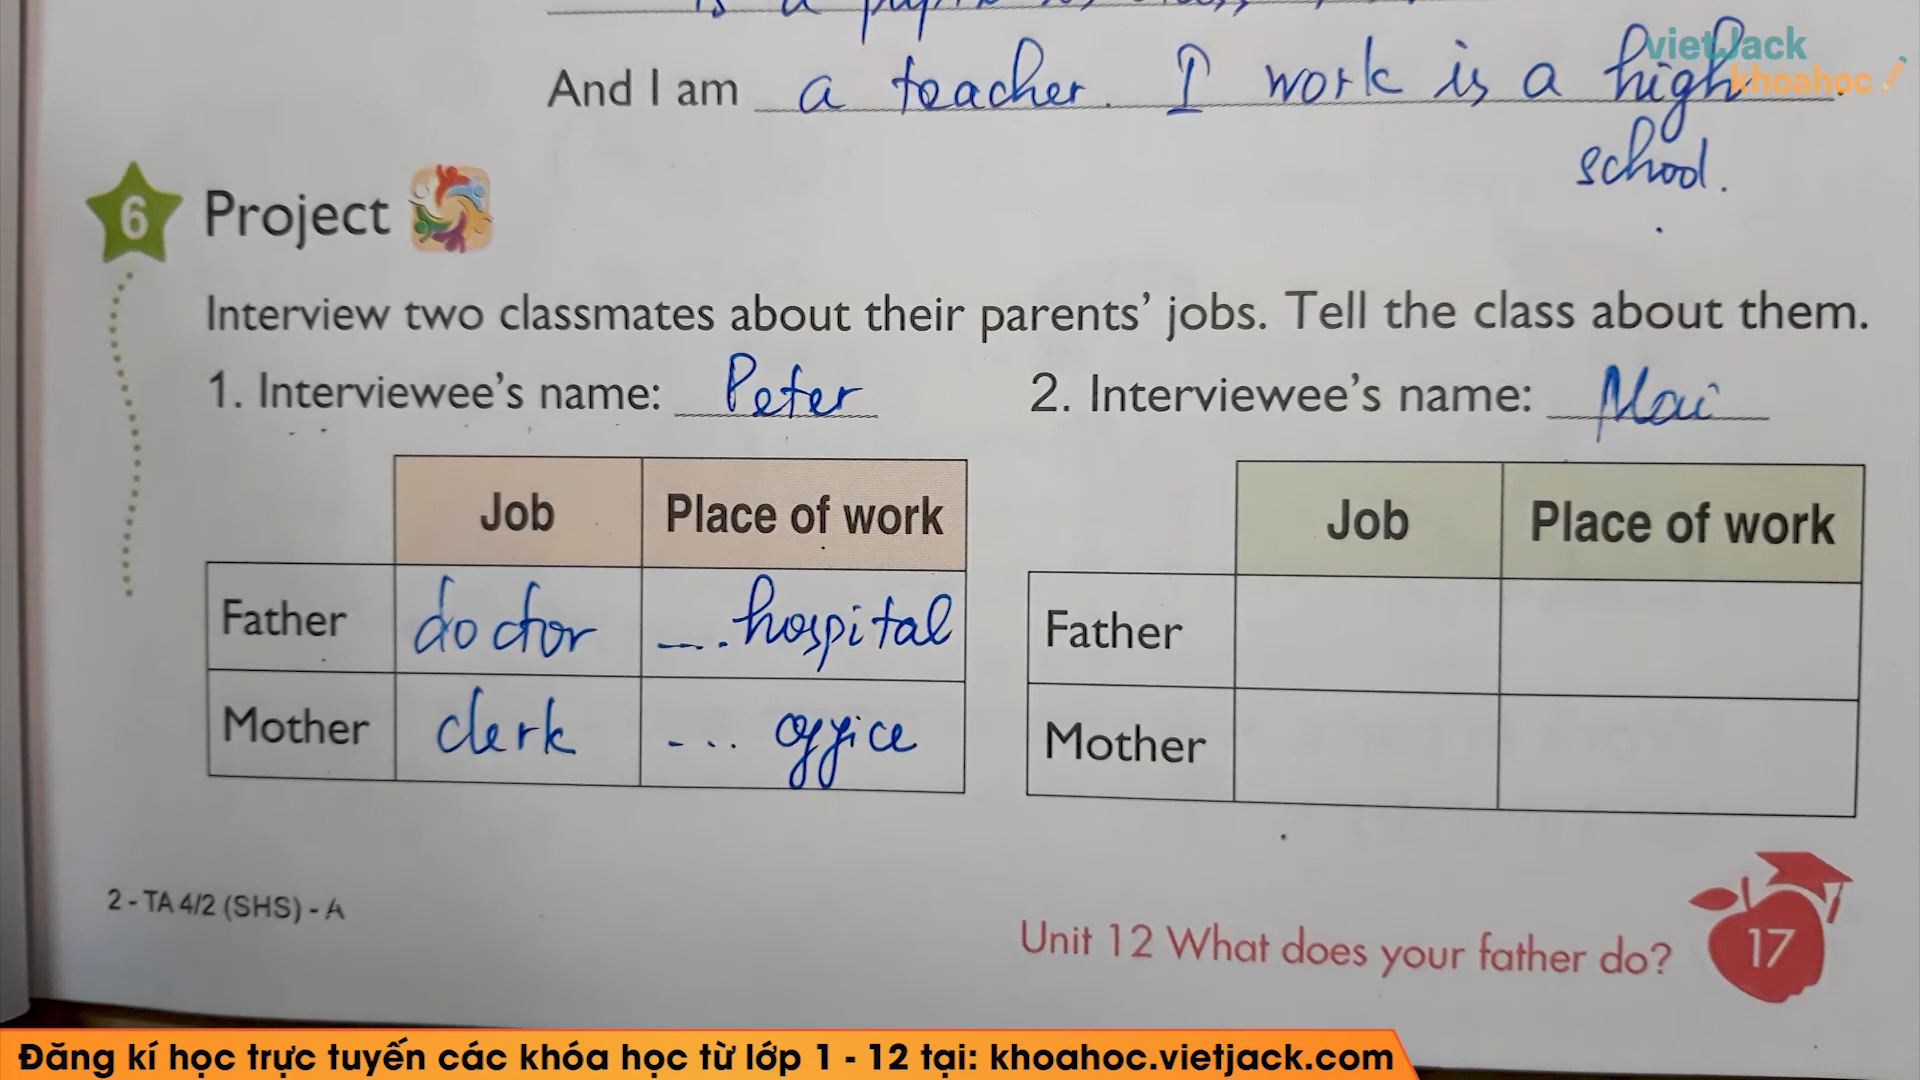 is a
vietJack
khoahoc
And I am a teacher. I work is a high
school.
6 Project
Interview two classmates about their parents' jobs. Tell the class about them.
1. Interviewee's name: Peter 2. Interviewee's name: Mai
Job Place of work Job Place of work
Father doctor ... hospital Father
Mother clerk ... office Mother
2 - TA 4/2 (SHS) - A
Unit 12 What does your father do? 17
Đăng kí học trực tuyến các khóa học từ lớp 1 - 12 tại: khoahoc.vietjack.com